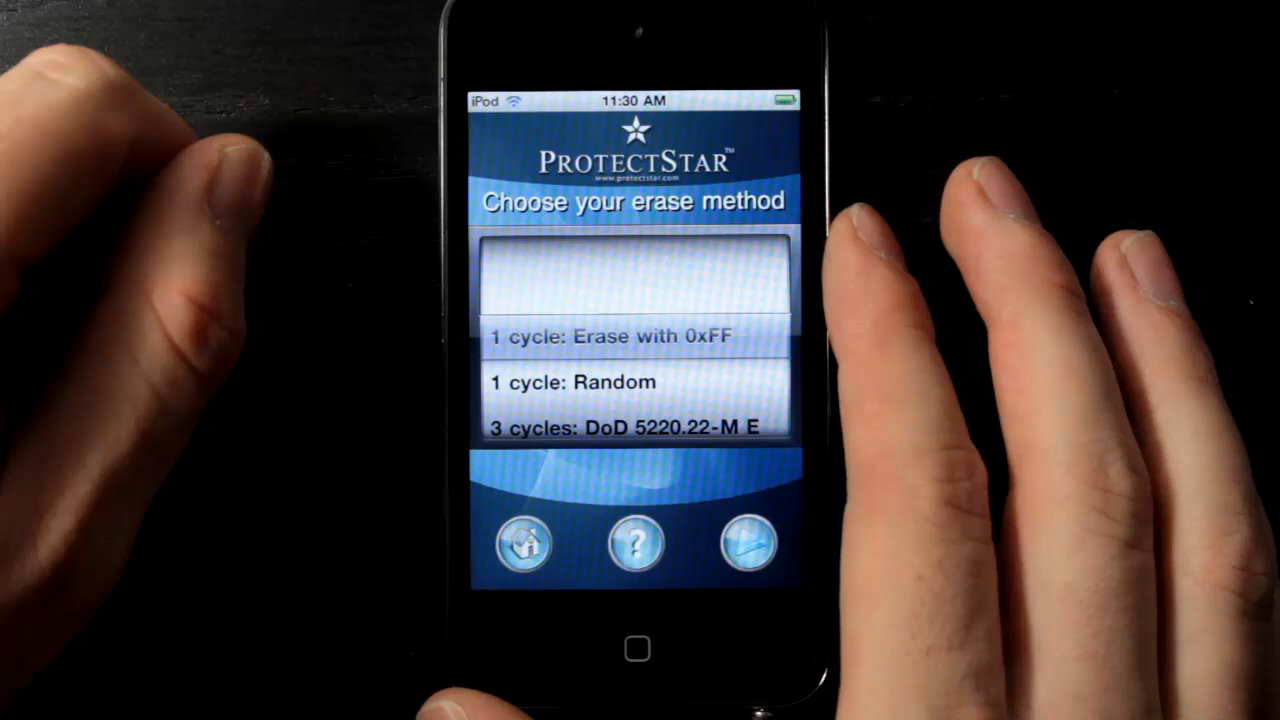 iPod 11:30 AM
PROTECTSTAR™
www.protectstar.com
Choose your erase method
1 cycle: Erase with 0xFF
1 cycle: Random
3 cycles: DoD 5220.22-M E
?